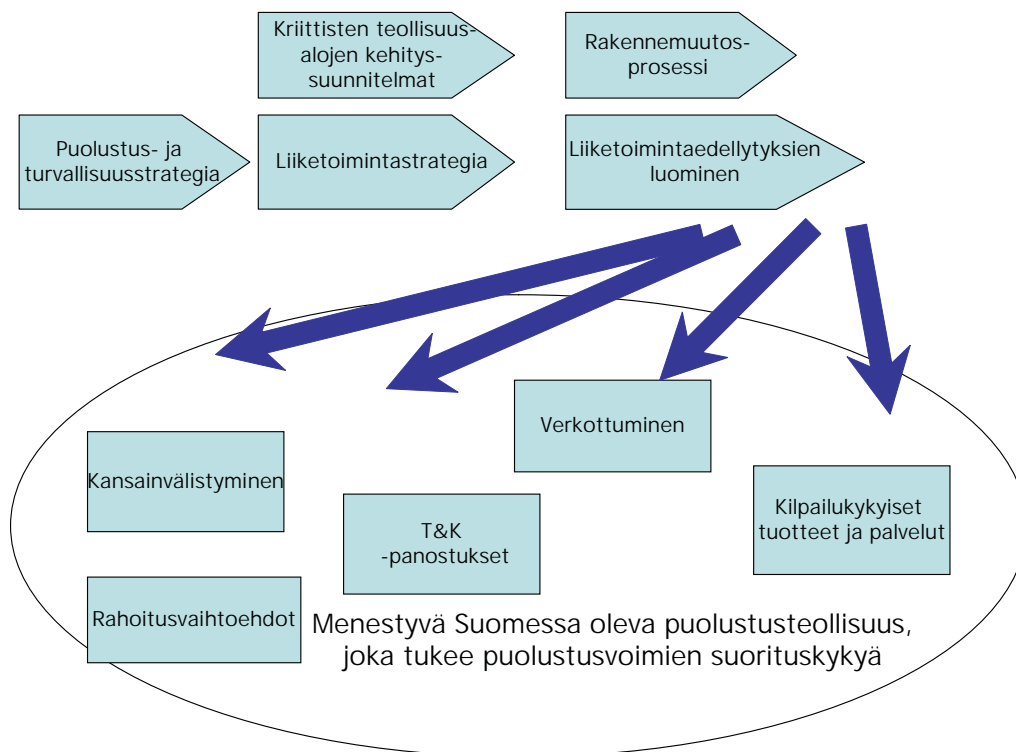 Kriittisten teollisuus-
alojen kehitys-
suunnitelmat
Rakennemuutos-
prosessi
Puolustus- ja
turvallisuusstrategia
Liiketoimintastrategia
Liiketoimintaedellytyksien
luominen
Verkottuminen
Kansainvälistyminen
Kilpailukykyiset
tuotteet ja palvelut
T&K
-panostukset
Rahoitusvaihtoehdot
Menestyvä Suomessa oleva puolustusteollisuus,
joka tukee puolustusvoimien suorituskykyä